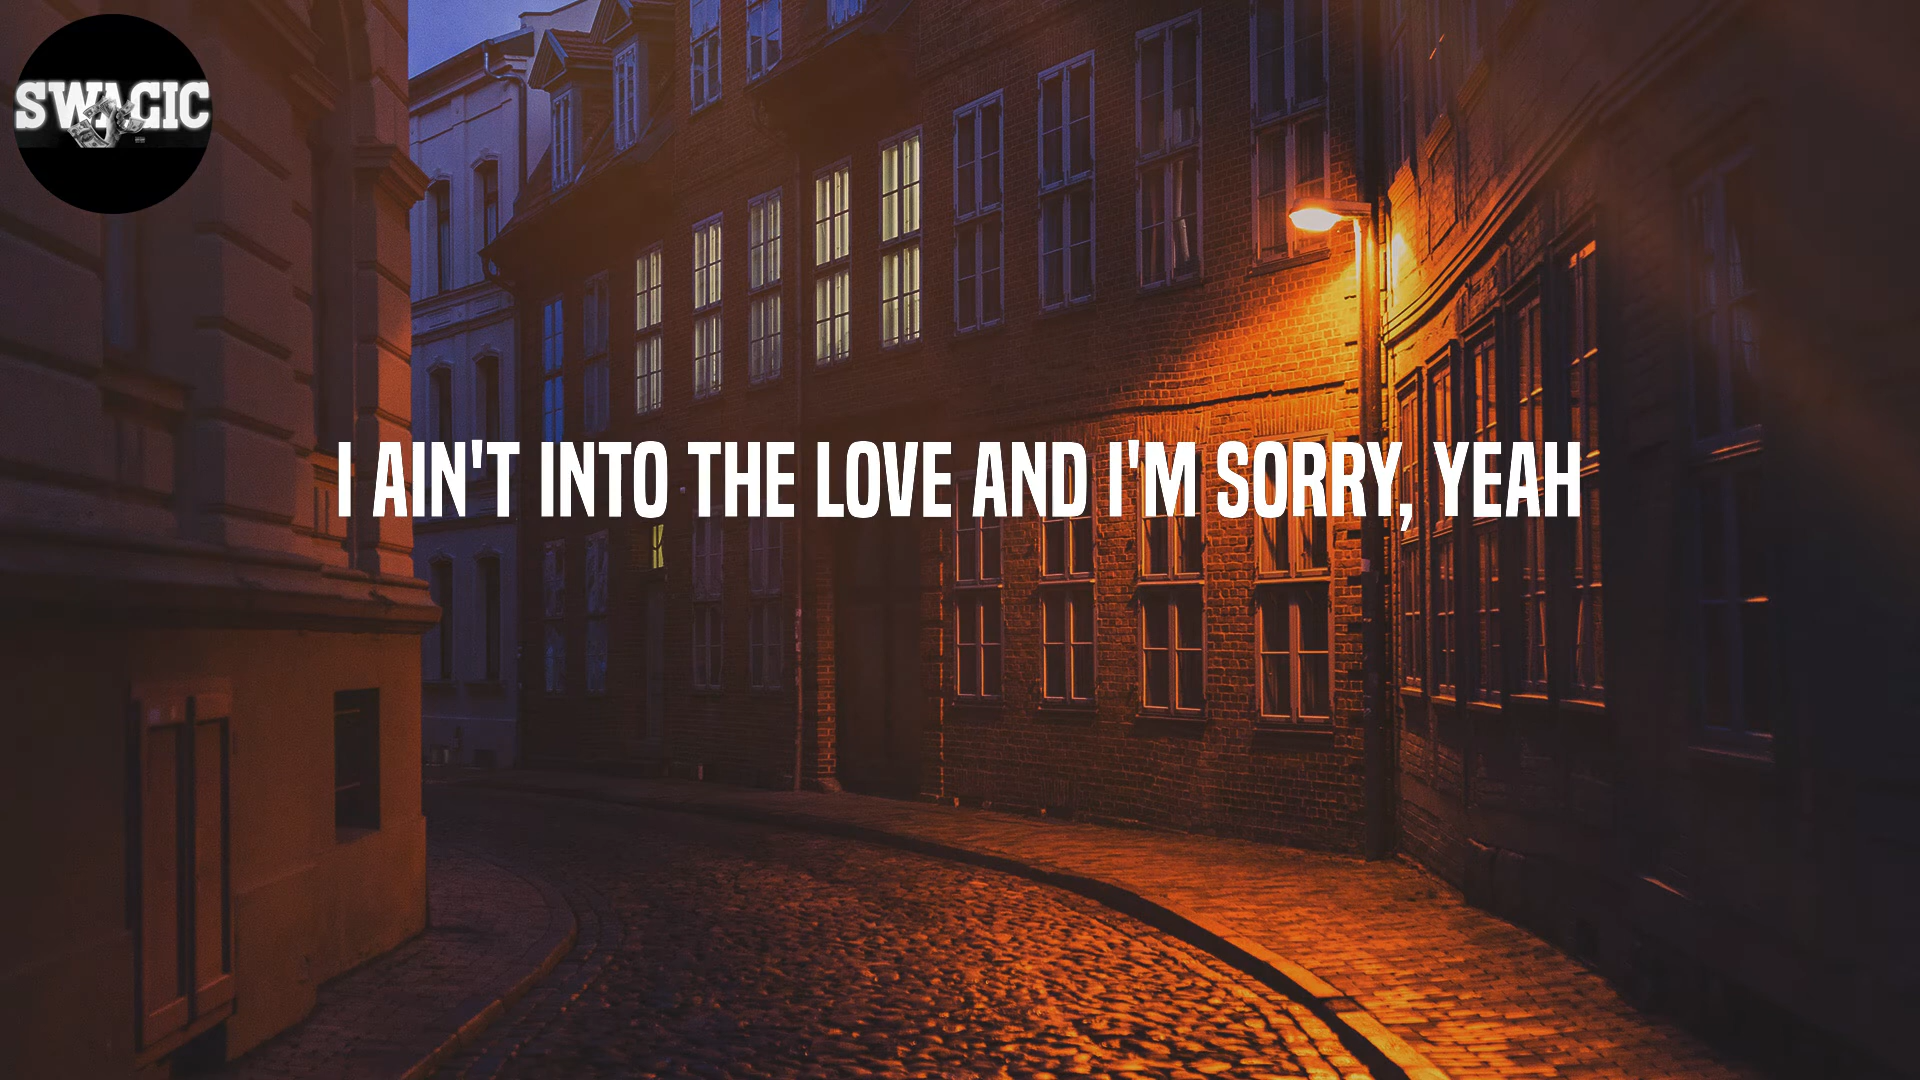 SWAGIC
I AIN'T INTO THE LOVE AND I'M SORRY, YEAH